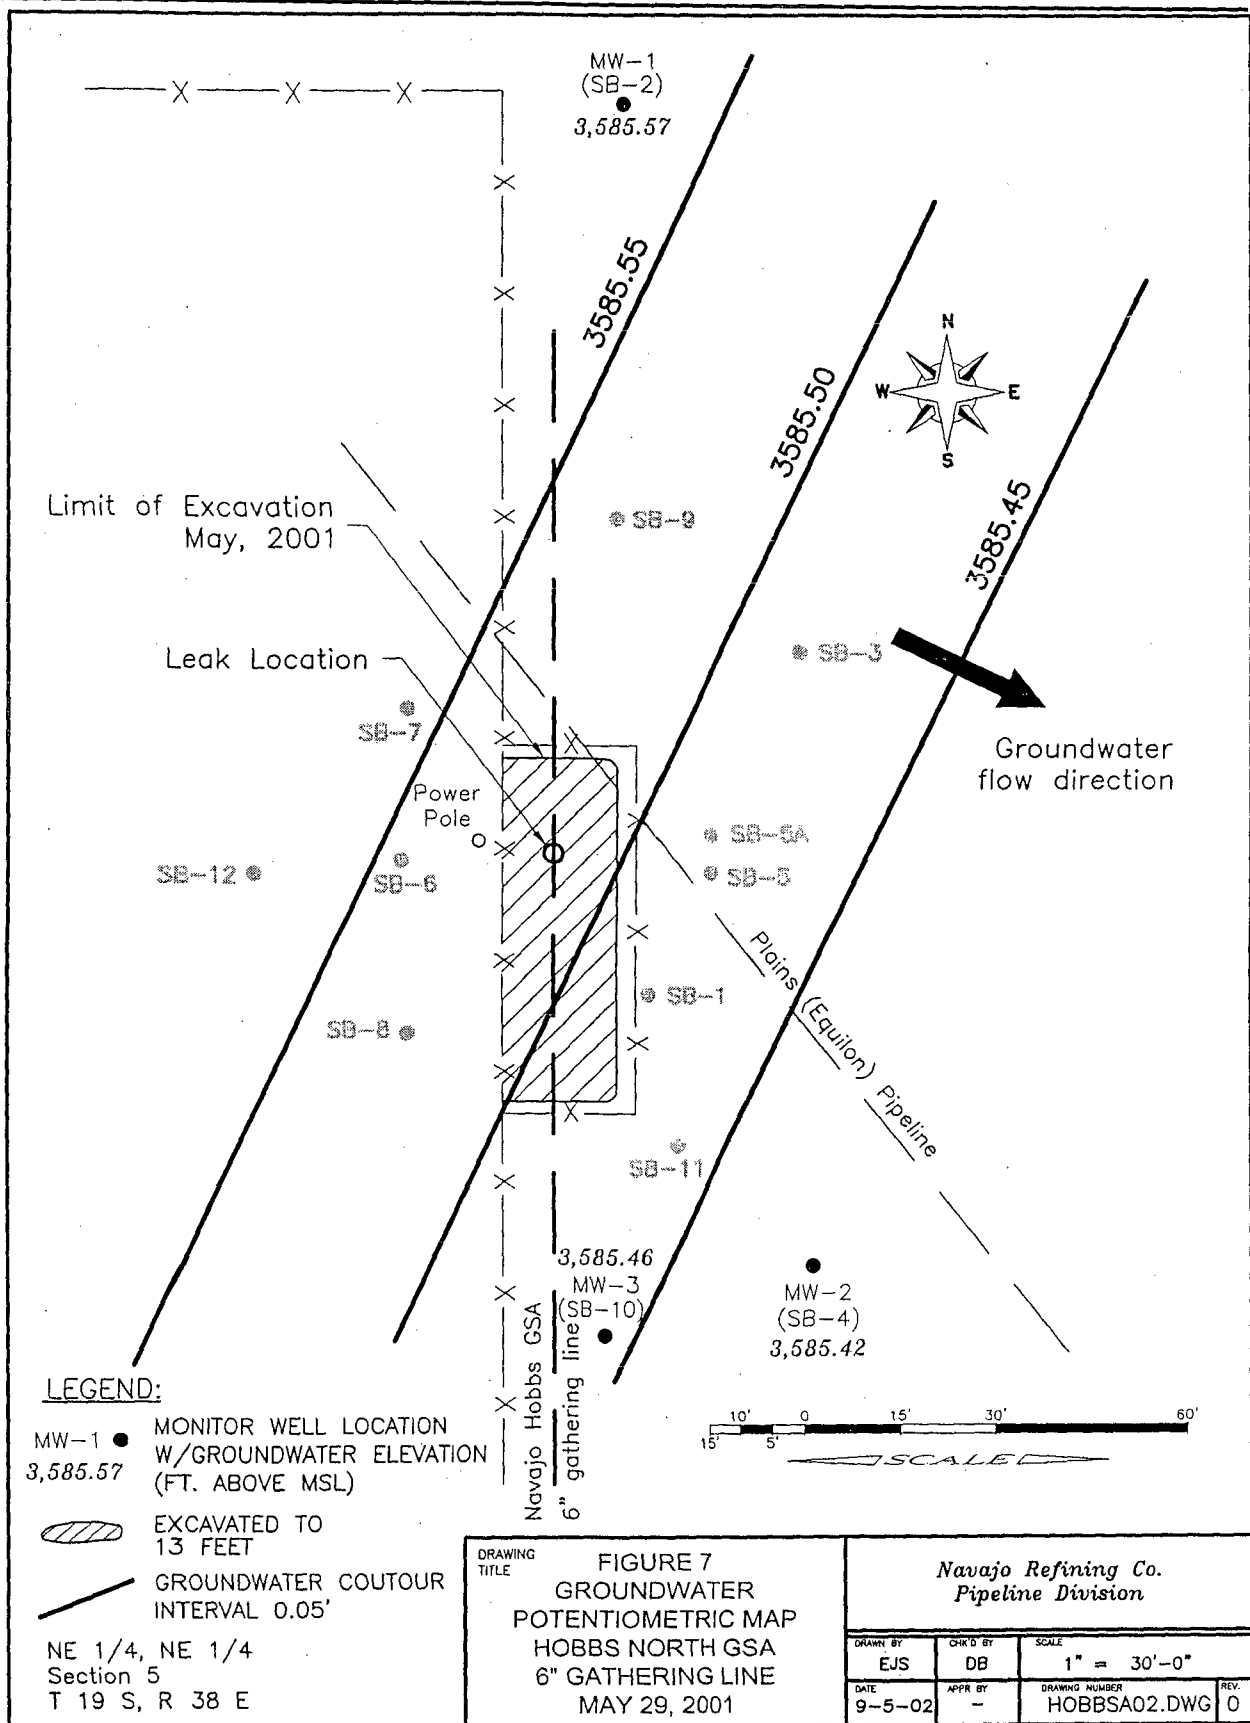 MW-1
(SB-2)
3,585.57
3585.55
3585.50
3585.45
N
W E
S
Limit of Excavation
May, 2001
SB-9
Leak Location
SB-3
SB-7
Groundwater
flow direction
Power
Pole
SB-5A
SB-12
SB-6
SB-5
Plains (Equilon) Pipeline
SB-1
SB-8
SB-11
3,585.46
MW-3
(SB-10)
MW-2
(SB-4)
3,585.42
Navajo Hobbs GSA
6" gathering line
LEGEND:
MW-1
3,585.57
MONITOR WELL LOCATION
W/GROUNDWATER ELEVATION
(FT. ABOVE MSL)
10' 0 15' 30' 60'
15' 5'
SCALE
EXCAVATED TO
13 FEET
GROUNDWATER COUTOUR
INTERVAL 0.05'
NE 1/4, NE 1/4
Section 5
T 19 S, R 38 E
DRAWING
TITLE
FIGURE 7
GROUNDWATER
POTENTIOMETRIC MAP
HOBBS NORTH GSA
6" GATHERING LINE
MAY 29, 2001
Navajo Refining Co.
Pipeline Division
DRAWN BY
EJS
CHK'D BY
DB
SCALE
1" = 30'-0"
DATE
9-5-02
APPR BY
-
DRAWING NUMBER
HOBBSA02.DWG
REV.
0